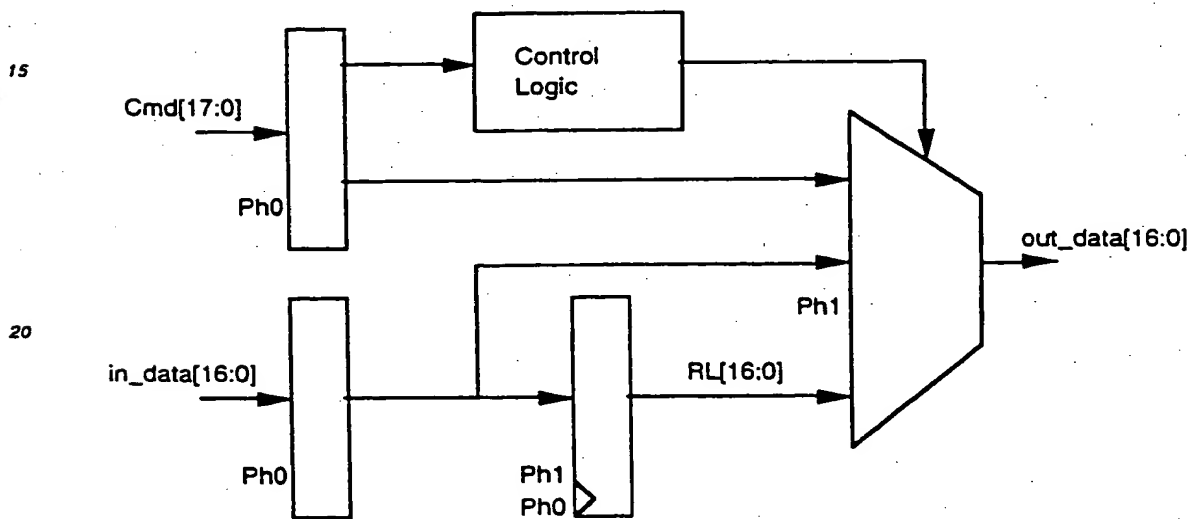 15
Control
Logic
Cmd[17:0]
Ph0
out_data[16:0]
Ph1
20
in_data[16:0]
RL[16:0]
Ph0
Ph1
Ph0